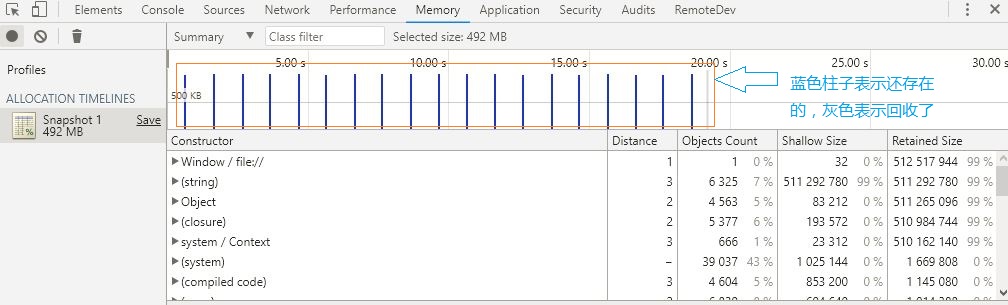 Elements Console Sources Network Performance Memory Application Security Audits RemoteDev
Summary ▼ Class filter Selected size: 492 MB
Profiles
ALLOCATION TIMELINES
Snapshot 1 Save
492 MB
5.00 s 10.00 s 15.00 s 20.00 s 25.00 s 30.00 s
500 KB
蓝色柱子表示还存在
的，灰色表示回收了
Constructor Distance Objects Count Shallow Size Retained Size
▶Window / file:// 1 1 0 % 32 0 % 512 517 944 99 %
▶(string) 3 6 325 7 % 511 292 780 99 % 511 292 780 99 %
▶Object 2 4 563 5 % 83 212 0 % 511 265 096 99 %
▶(closure) 2 5 377 6 % 193 572 0 % 510 984 744 99 %
▶system / Context 3 666 1 % 23 312 0 % 510 162 140 99 %
▶(system) – 39 037 43 % 1 025 144 0 % 1 669 808 0 %
▶(compiled code) 3 4 604 5 % 853 200 0 % 1 145 080 0 %